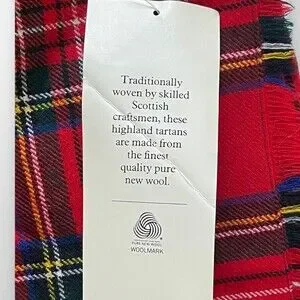 Traditionally
woven by skilled
Scottish
craftsmen, these
highland tartans
are made from
the finest
quality pure
new wool.
PURE NEW WOOL
WOOLMARK